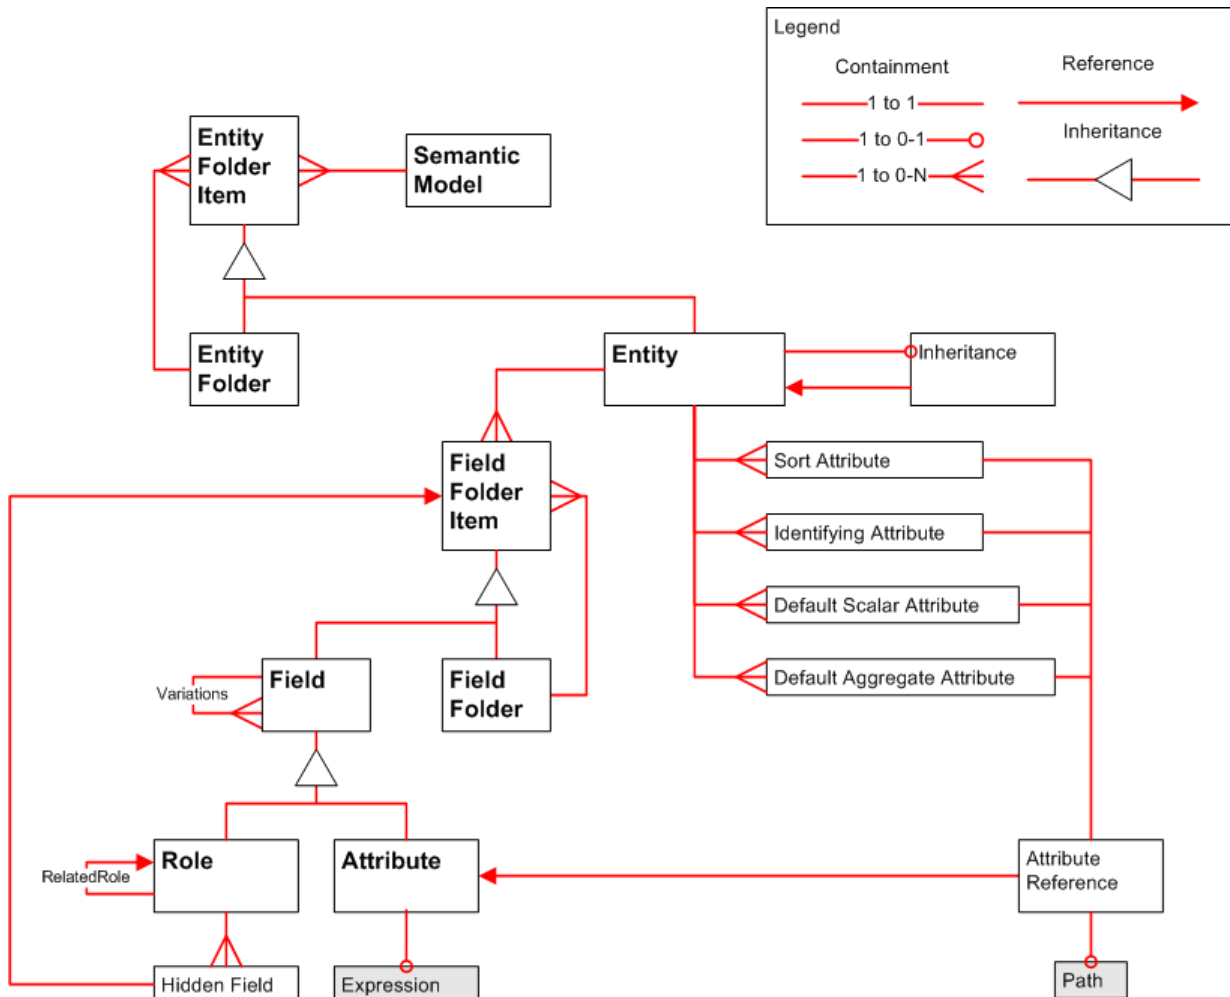 Legend
Containment
Reference
1 to 1
1 to 0-1
Inheritance
1 to 0-N
Entity
Folder
Item
Semantic
Model
Entity
Folder
Entity
Inheritance
Field
Folder
Item
Sort Attribute
Identifying Attribute
Default Scalar Attribute
Default Aggregate Attribute
Variations
Field
Field
Folder
Role
RelatedRole
Attribute
Attribute
Reference
Hidden Field
Expression
Path